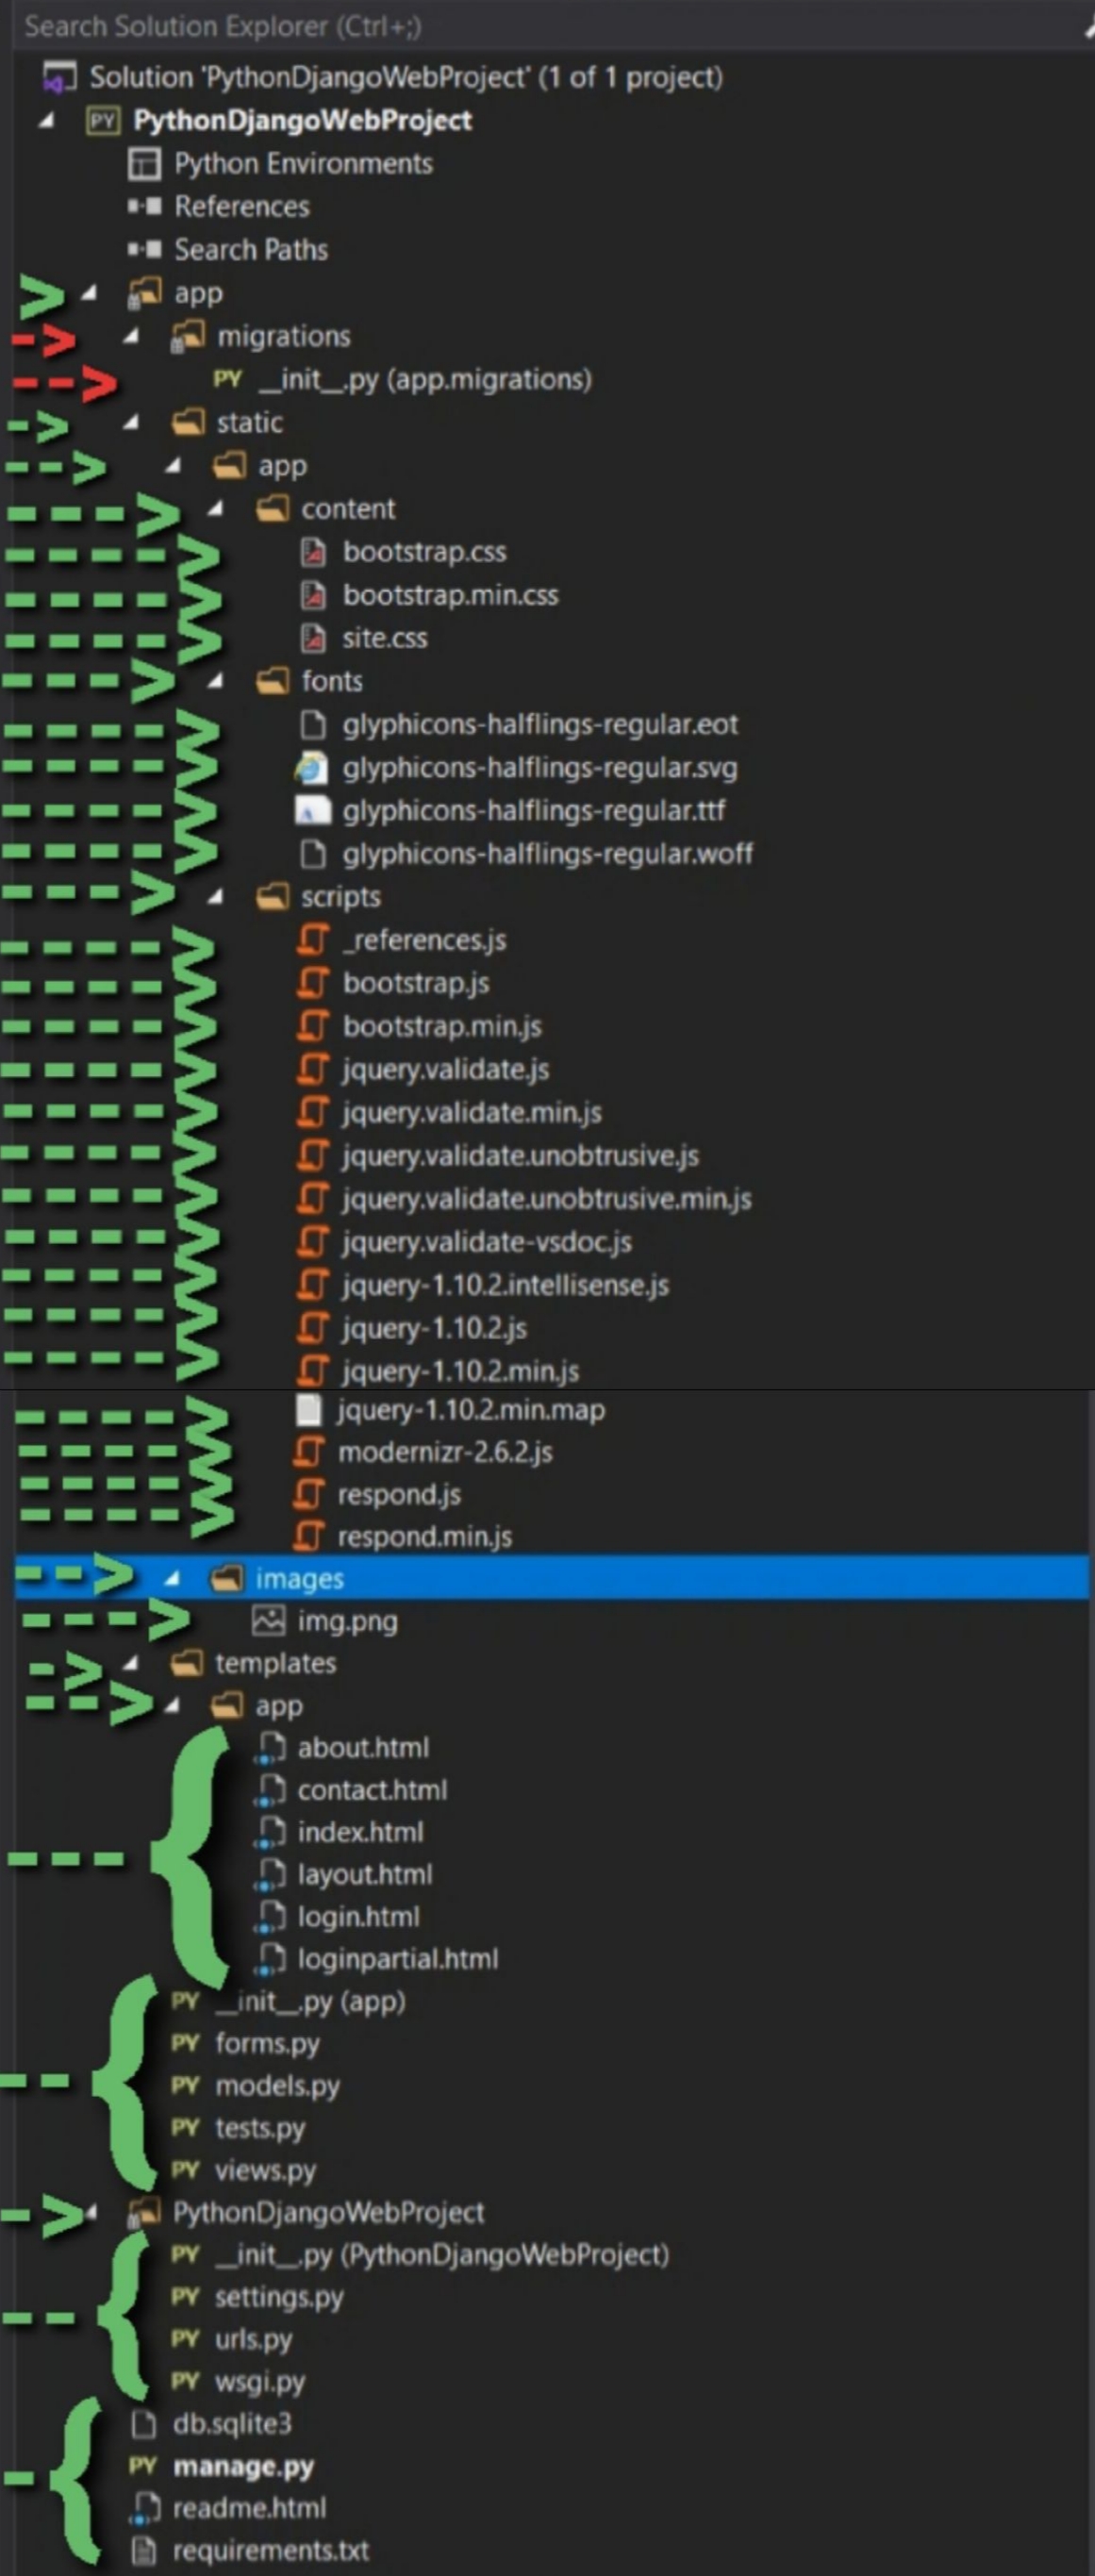 Search Solution Explorer (Ctrl+;)
Solution 'PythonDjangoWebProject' (1 of 1 project)
PY PythonDjangoWebProject
Python Environments
References
Search Paths
app
migrations
PY __init__.py (app.migrations)
static
app
content
bootstrap.css
bootstrap.min.css
site.css
fonts
glyphicons-halflings-regular.eot
glyphicons-halflings-regular.svg
glyphicons-halflings-regular.ttf
glyphicons-halflings-regular.woff
scripts
_references.js
bootstrap.js
bootstrap.min.js
jquery.validate.js
jquery.validate.min.js
jquery.validate.unobtrusive.js
jquery.validate.unobtrusive.min.js
jquery.validate-vsdoc.js
jquery-1.10.2.intellisense.js
jquery-1.10.2.js
jquery-1.10.2.min.js
jquery-1.10.2.min.map
modernizr-2.6.2.js
respond.js
respond.min.js
images
img.png
templates
app
about.html
contact.html
index.html
layout.html
login.html
loginpartial.html
PY __init__.py (app)
PY forms.py
PY models.py
PY tests.py
PY views.py
PythonDjangoWebProject
PY __init__.py (PythonDjangoWebProject)
PY settings.py
PY urls.py
PY wsgi.py
db.sqlite3
PY manage.py
readme.html
requirements.txt